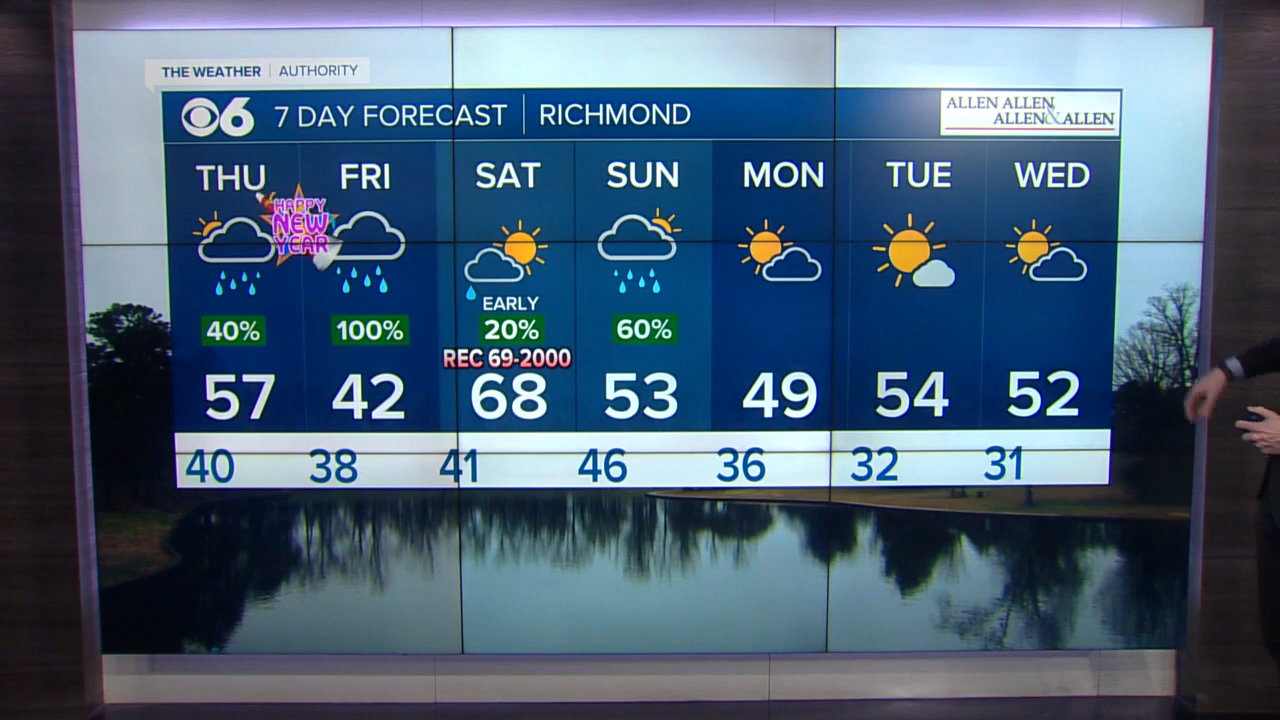 THE WEATHER | AUTHORITY
6 7 DAY FORECAST | RICHMOND
ALLEN ALLEN
ALLEN & ALLEN
THU FRI SAT SUN MON TUE WED
HAPPY
NEW
YEAR
EARLY
40% 100% 20% 60%
REC 69-2000
57 42 68 53 49 54 52
40 38 41 46 36 32 31